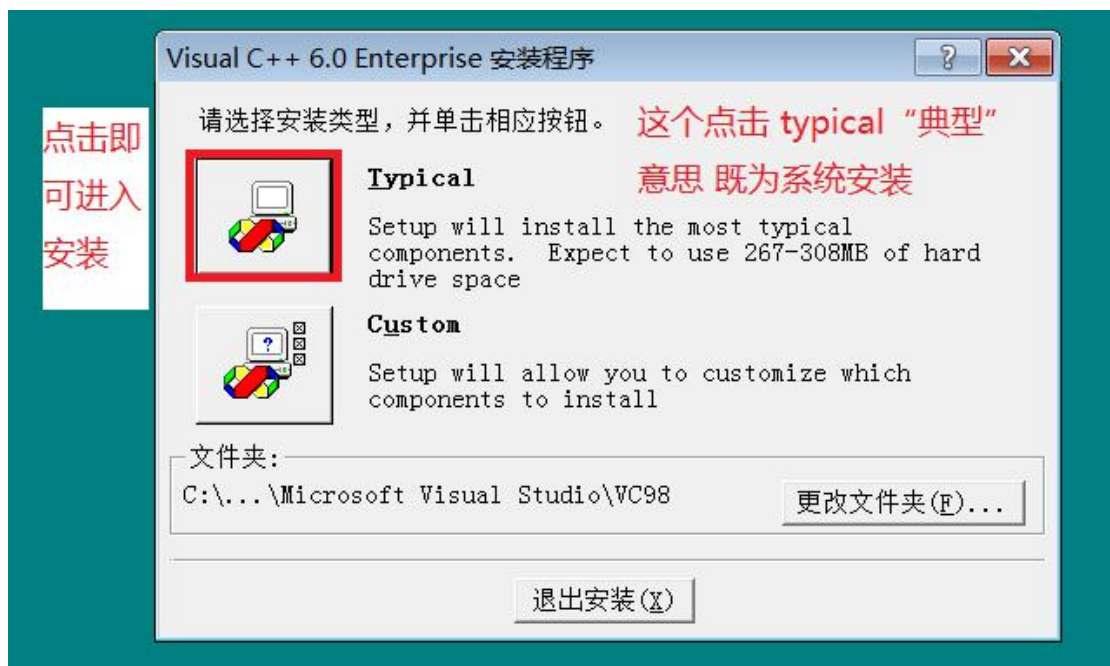 Visual C++ 6.0 Enterprise 安装程序
请选择安装类型，并单击相应按钮。
这个点击 typical“典型”
意思 既为系统安装
点击即
可进入
安装
Typical
Setup will install the most typical
components.  Expect to use 267-308MB of hard
drive space
Custom
Setup will allow you to customize which
components to install
文件夹:
C:\...\Microsoft Visual Studio\VC98
更改文件夹(F)...
退出安装(X)